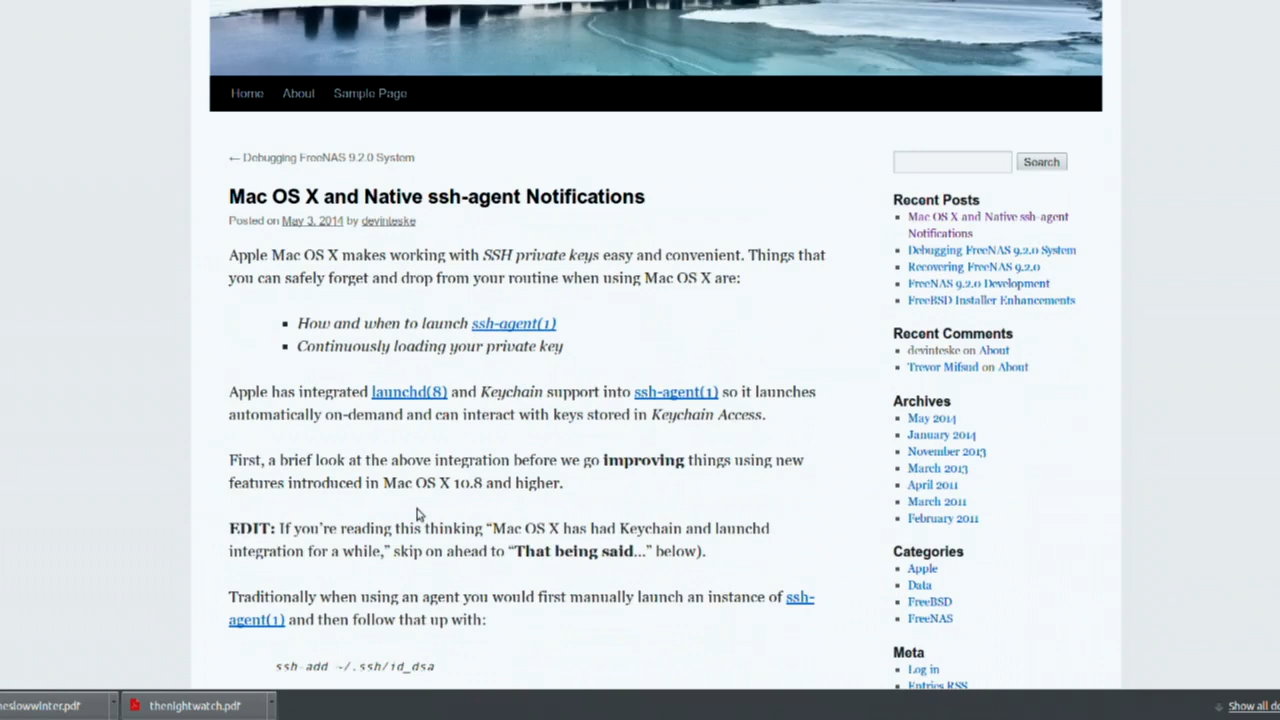 Home About Sample Page
← Debugging FreeNAS 9.2.0 System
Mac OS X and Native ssh-agent Notifications
Posted on May 3, 2014 by devinteske
Apple Mac OS X makes working with SSH private keys easy and convenient. Things that
you can safely forget and drop from your routine when using Mac OS X are:
How and when to launch ssh-agent(1)
Continuously loading your private key
Apple has integrated launchd(8) and Keychain support into ssh-agent(1) so it launches
automatically on-demand and can interact with keys stored in Keychain Access.
First, a brief look at the above integration before we go improving things using new
features introduced in Mac OS X 10.8 and higher.
EDIT: If you're reading this thinking “Mac OS X has had Keychain and launchd
integration for a while,” skip on ahead to “That being said…” below).
Traditionally when using an agent you would first manually launch an instance of ssh-
agent(1) and then follow that up with:
ssh-add ~/.ssh/id_dsa
Search
Recent Posts
Mac OS X and Native ssh-agent
Notifications
Debugging FreeNAS 9.2.0 System
Recovering FreeNAS 9.2.0
FreeNAS 9.2.0 Development
FreeBSD Installer Enhancements
Recent Comments
devinteske on About
Trevor Mifsud on About
Archives
May 2014
January 2014
November 2013
March 2013
April 2011
March 2011
February 2011
Categories
Apple
Data
FreeBSD
FreeNAS
Meta
Log in
Entries RSS
heslowwinter.pdf
thenightwatch.pdf
Show all do